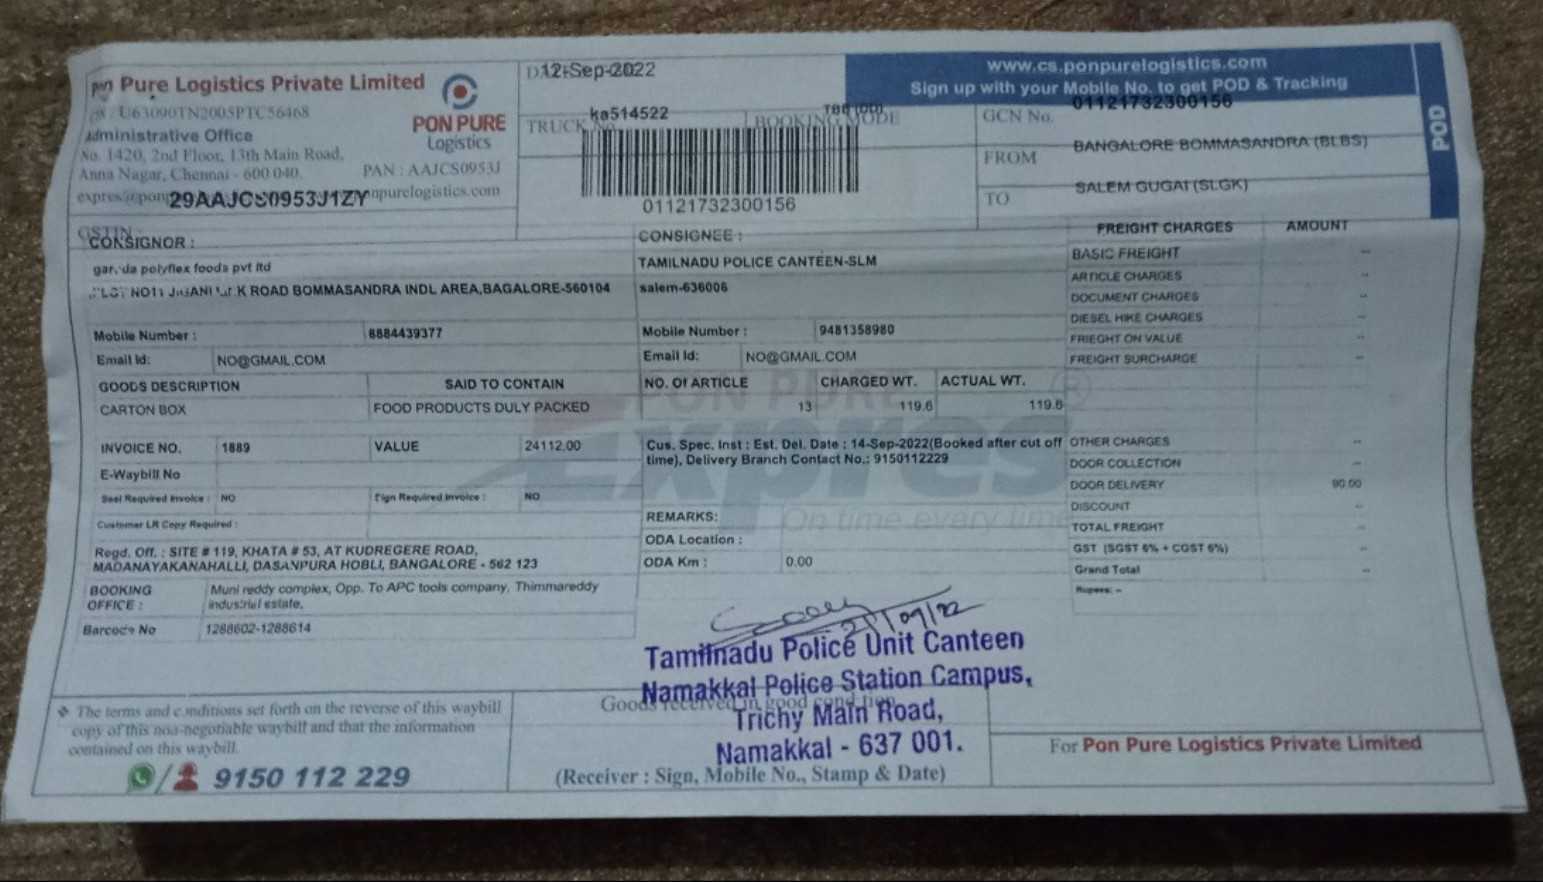 Pon Pure Logistics Private Limited
U63090TN2005PTC56468
Administrative Office
No. 1420, 2nd Floor, 13th Main Road,
Anna Nagar, Chennai - 600 040.
PAN : AAJCS0953J
29AAJCS0953J1ZY
ponpurelogistics.com
GSTIN
PON PURE
Logistics
12-Sep-2022
TRUCK No. ka514522
BOOKING MODE
01121732300156
www.cs.ponpurelogistics.com
Sign up with your Mobile No. to get POD & Tracking
POD
GCN No. 01121732300156
FROM BANGALORE BOMMASANDRA (BLBS)
TO SALEM GUGAI (SLGK)
CONSIGNOR :
polyflex foods pvt ltd
ROAD BOMMASANDRA INDL AREA,BAGALORE-560104
Mobile Number : 8884439377
Email Id: NO@GMAIL.COM
CONSIGNEE :
TAMILNADU POLICE CANTEEN-SLM
salem-636006
Mobile Number : 9481358980
Email Id: NO@GMAIL.COM
GOODS DESCRIPTION SAID TO CONTAIN NO. Of ARTICLE CHARGED WT. ACTUAL WT.
CARTON BOX FOOD PRODUCTS DULY PACKED 13 119.6 119.6
INVOICE NO. 1889 VALUE 24112.00
E-Waybill No
Seal Required Invoice : NO Sign Required Invoice : NO
Customer LR Copy Required :
Regd. Off. : SITE # 119, KHATA # 53, AT KUDREGERE ROAD,
MADANAYAKANAHALLI, DASANPURA HOBLI, BANGALORE - 562 123
BOOKING OFFICE : Muni reddy complex, Opp. To APC tools company, Thimmareddy
industrial estate,
Barcode No 1288602-1288614
Cus. Spec. Inst : Est. Del. Date : 14-Sep-2022(Booked after cut off
time), Delivery Branch Contact No.: 9150112229
REMARKS:
ODA Location :
ODA Km : 0.00
PON PURE
Expres
On time every time
FREIGHT CHARGES AMOUNT
BASIC FREIGHT --
ARTICLE CHARGES --
DOCUMENT CHARGES --
DIESEL HIKE CHARGES --
FRIEGHT ON VALUE --
FREIGHT SURCHARGE --
OTHER CHARGES --
DOOR COLLECTION --
DOOR DELIVERY 90.00
DISCOUNT
TOTAL FREIGHT --
GST (SGST 6% + CGST 6%) --
Grand Total --
Rupees: --
Tamilnadu Police Unit Canteen
Namakkal Police Station Campus,
Trichy Main Road,
Namakkal - 637 001.
Goods received in good condition
(Receiver : Sign, Mobile No., Stamp & Date)
❖ The terms and conditions set forth on the reverse of this waybill
copy of this non-negotiable waybill and that the information
contained on this waybill.
9150 112 229
For Pon Pure Logistics Private Limited